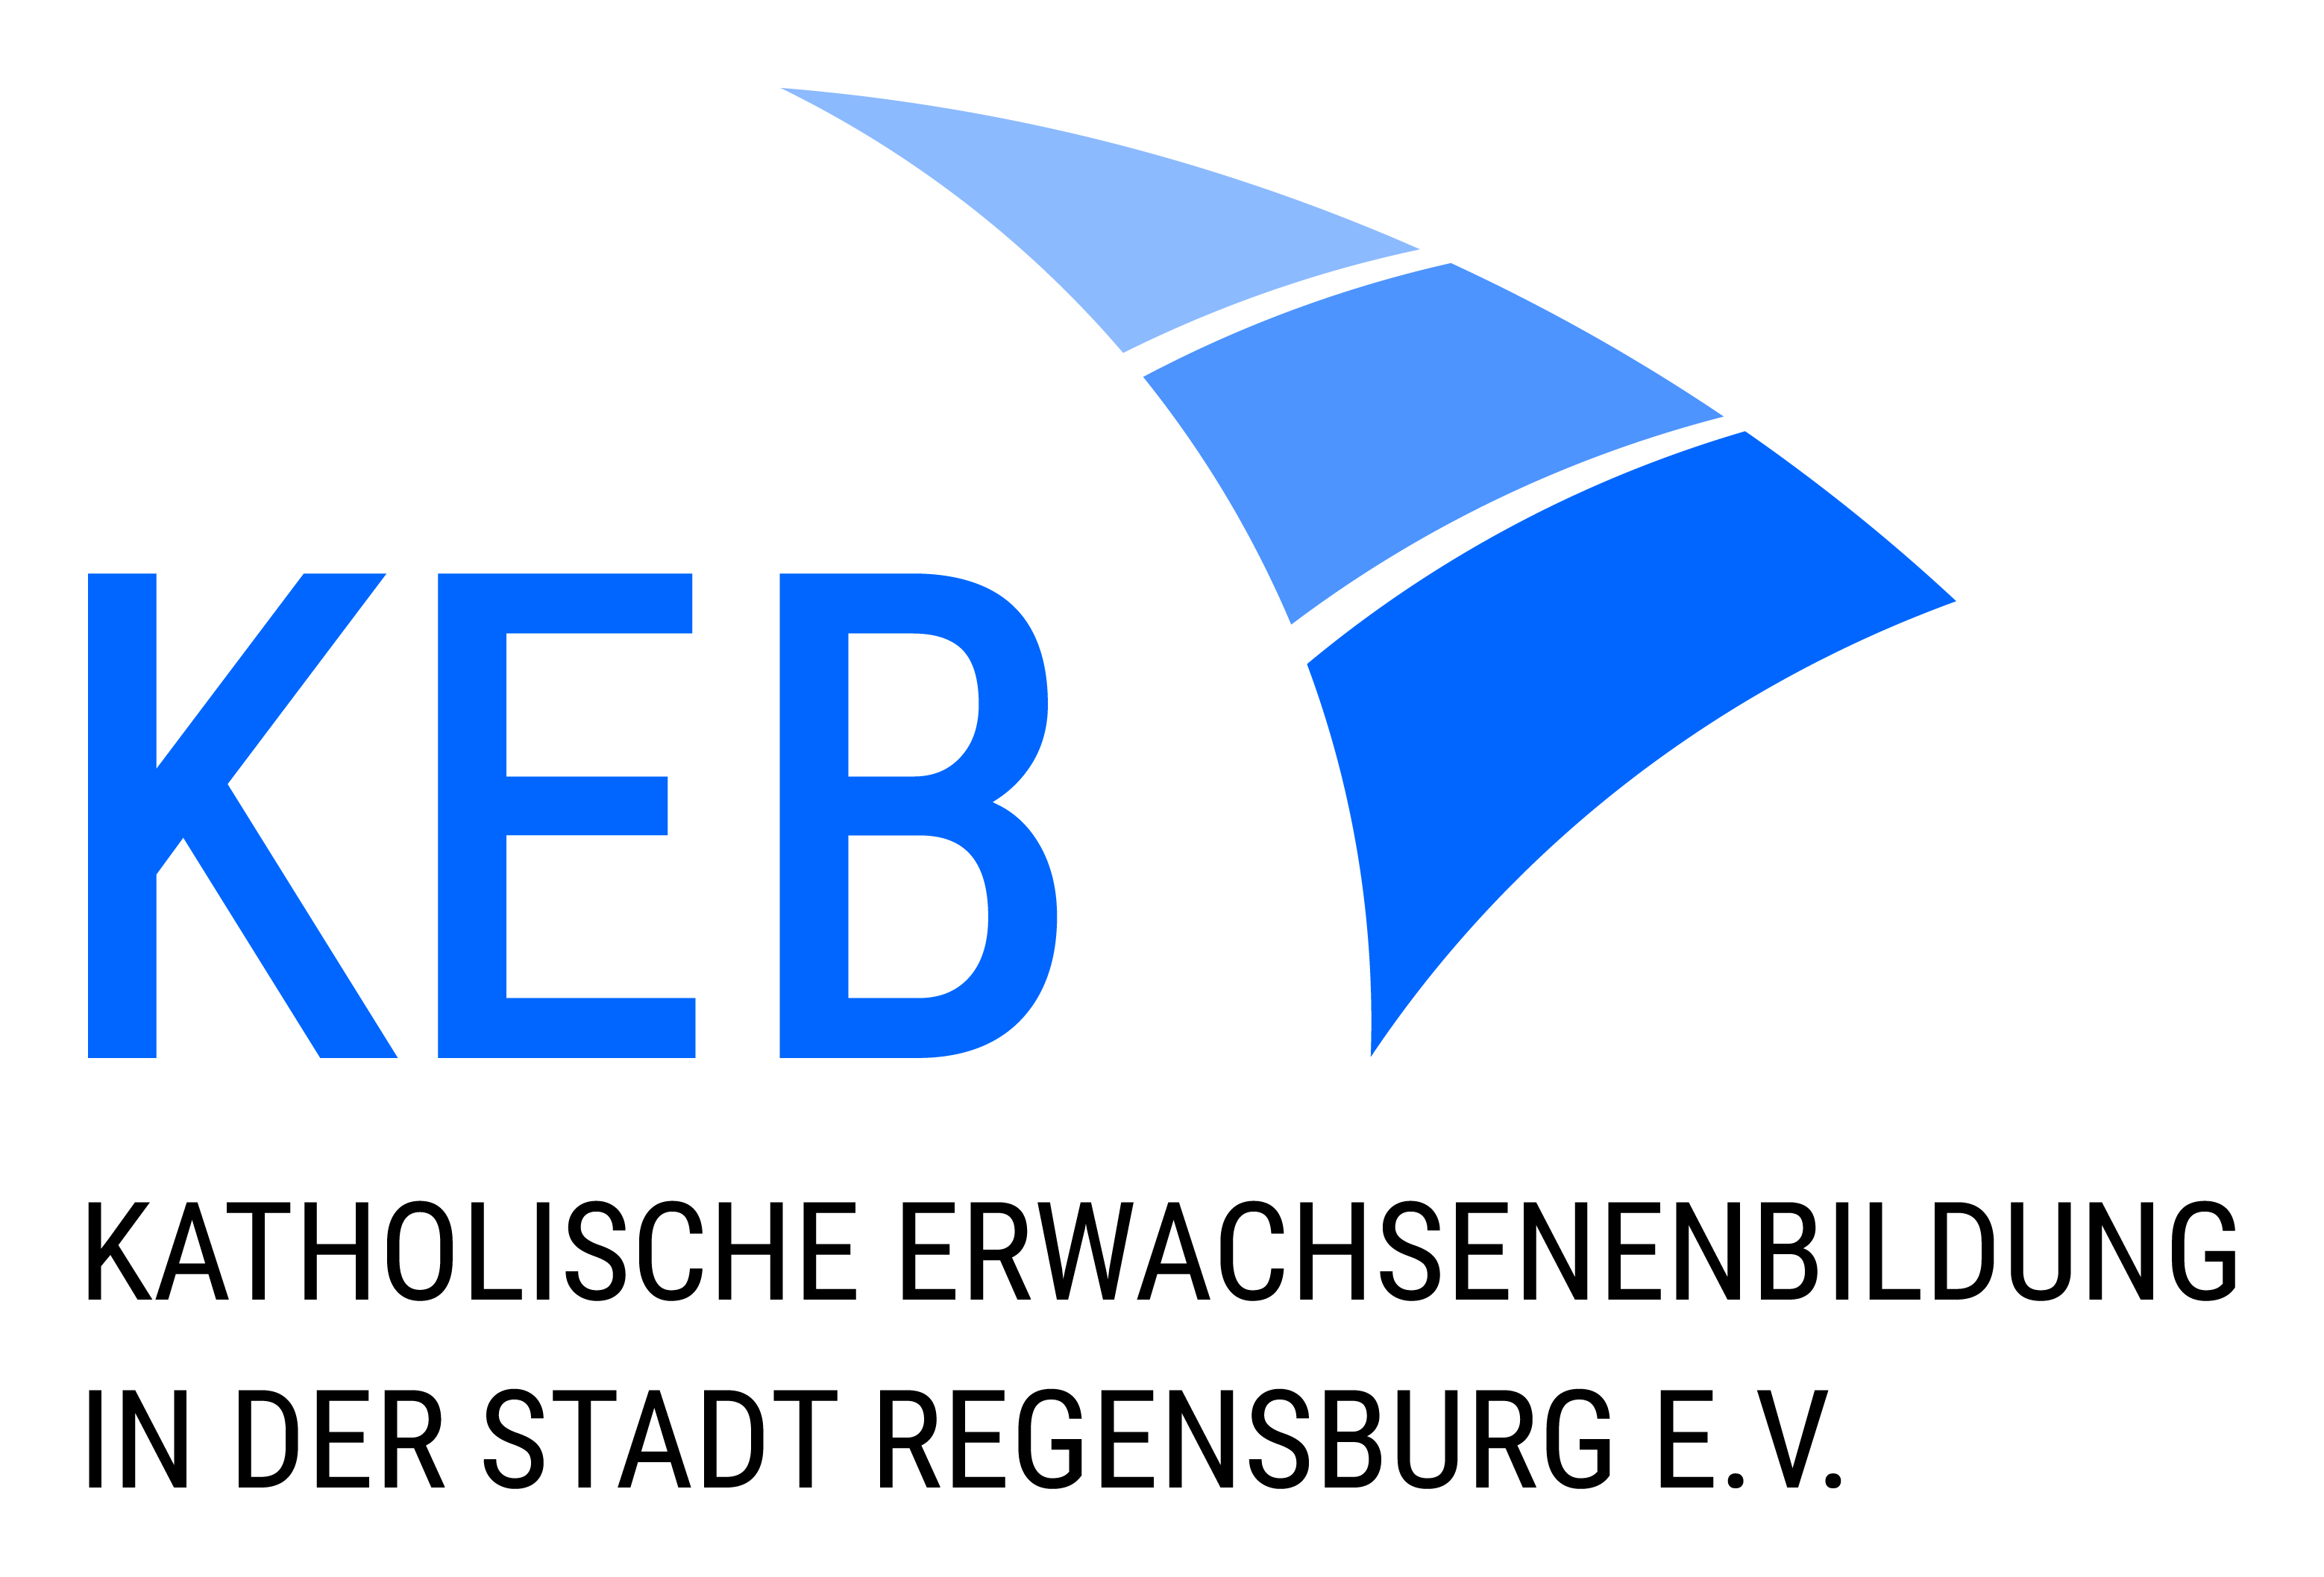 KEB
KATHOLISCHE ERWACHSENENBILDUNG
IN DER STADT REGENSBURG E.V.